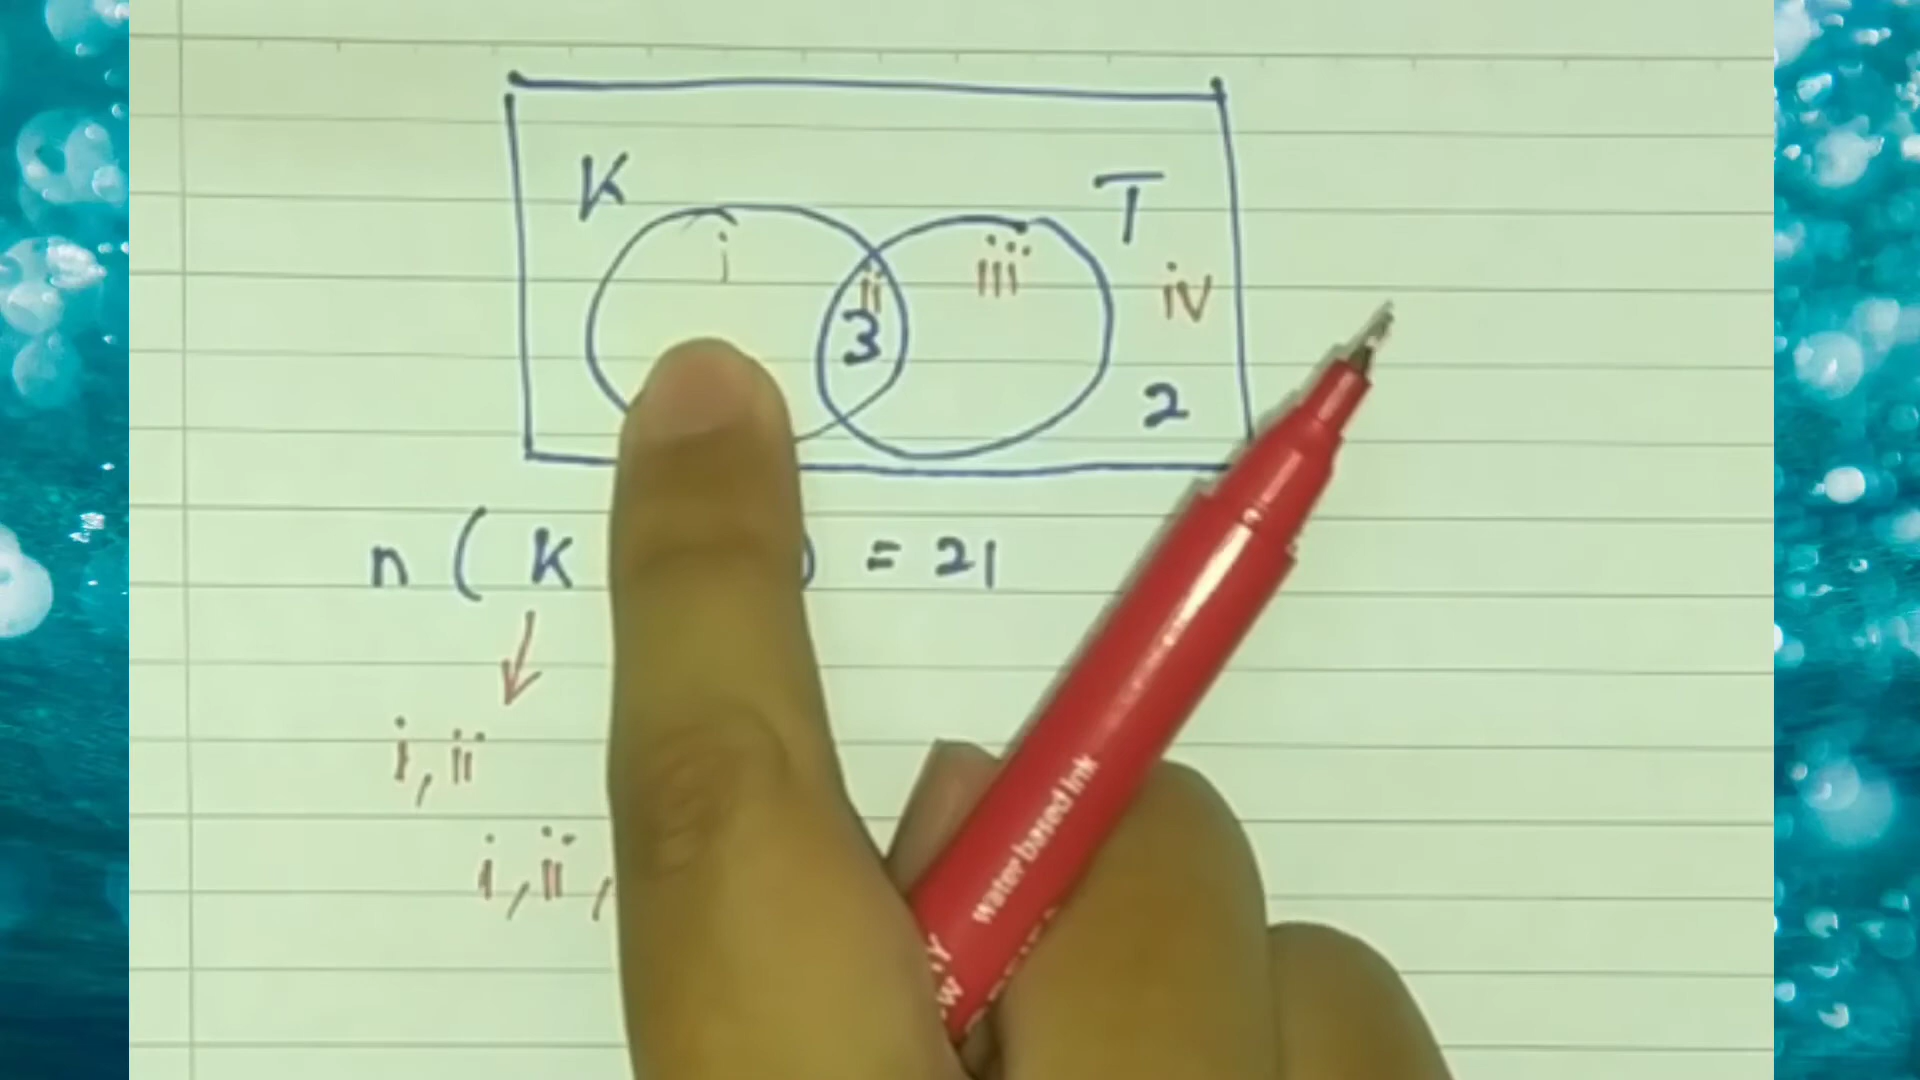 K T
i ii iii iv
3
2
n ( K ) = 21
i, ii
i, ii,
water based ink